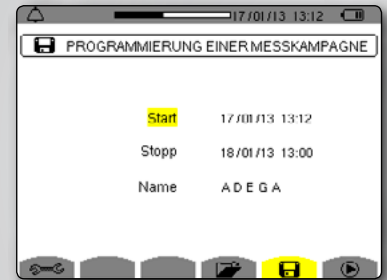 17/01/13 13:12
PROGRAMMIERUNG EINER MESSKAMPAGNE
Start 17/01/13 13:12
Stopp 18/01/13 13:00
Name ADEGA